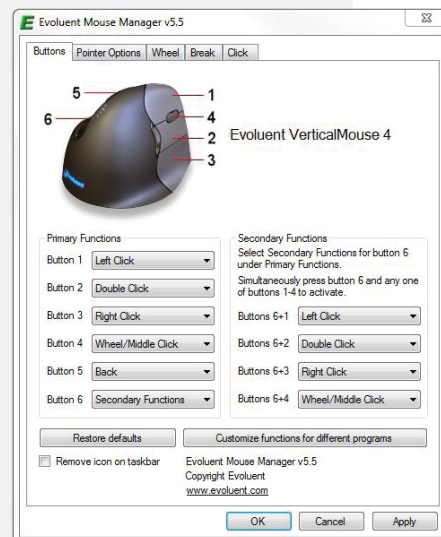 Evoluent Mouse Manager v5.5
Buttons Pointer Options Wheel Break Click
5
6
1
4
2
3
Evoluent
Evoluent VerticalMouse 4
Primary Functions
Button 1 Left Click
Button 2 Double Click
Button 3 Right Click
Button 4 Wheel/Middle Click
Button 5 Back
Button 6 Secondary Functions
Secondary Functions
Select Secondary Functions for button 6
under Primary Functions.
Simultaneously press button 6 and any one
of buttons 1-4 to activate.
Buttons 6+1 Left Click
Buttons 6+2 Double Click
Buttons 6+3 Right Click
Buttons 6+4 Wheel/Middle Click
Restore defaults
Customize functions for different programs
Remove icon on taskbar
Evoluent Mouse Manager v5.5
Copyright Evoluent
www.evoluent.com
OK Cancel Apply